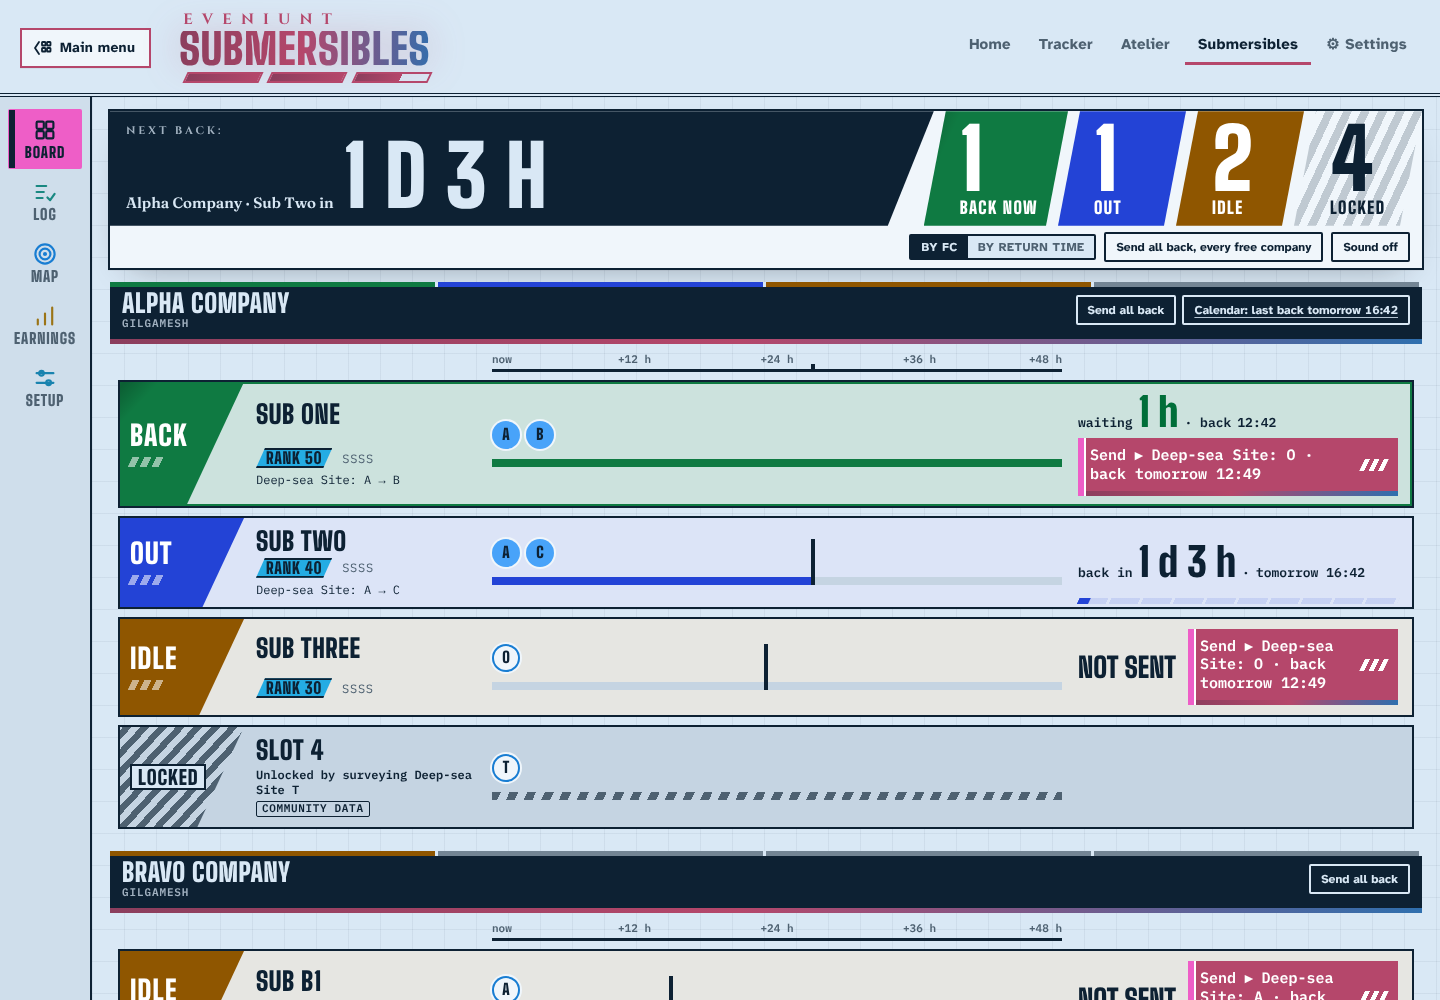 Main menu
EVENIUNT
SUBMERSIBLES
Home
Tracker
Atelier
Submersibles
⚙ Settings
BOARD
LOG
MAP
EARNINGS
SETUP
NEXT BACK:
Alpha Company · Sub Two in 1D3H
1 BACK NOW
1 OUT
2 IDLE
4 LOCKED
BY FC
BY RETURN TIME
Send all back, every free company
Sound off
ALPHA COMPANY
GILGAMESH
Send all back
Calendar: last back tomorrow 16:42
now +12 h +24 h +36 h +48 h
BACK
SUB ONE
RANK 50 SSSS
Deep-sea Site: A → B
A B
waiting 1h · back 12:42
Send ▶ Deep-sea Site: O ·
back tomorrow 12:49
OUT
SUB TWO
RANK 40 SSSS
Deep-sea Site: A → C
A C
back in 1d3h · tomorrow 16:42
IDLE
SUB THREE
RANK 30 SSSS
O
NOT SENT
Send ▶ Deep-sea
Site: O · back
tomorrow 12:49
LOCKED
SLOT 4
Unlocked by surveying Deep-sea
Site T
COMMUNITY DATA
T
BRAVO COMPANY
GILGAMESH
Send all back
now +12 h +24 h +36 h +48 h
IDLE
SUB B1
A
NOT SENT
Send ▶ Deep-sea
Site: A · back